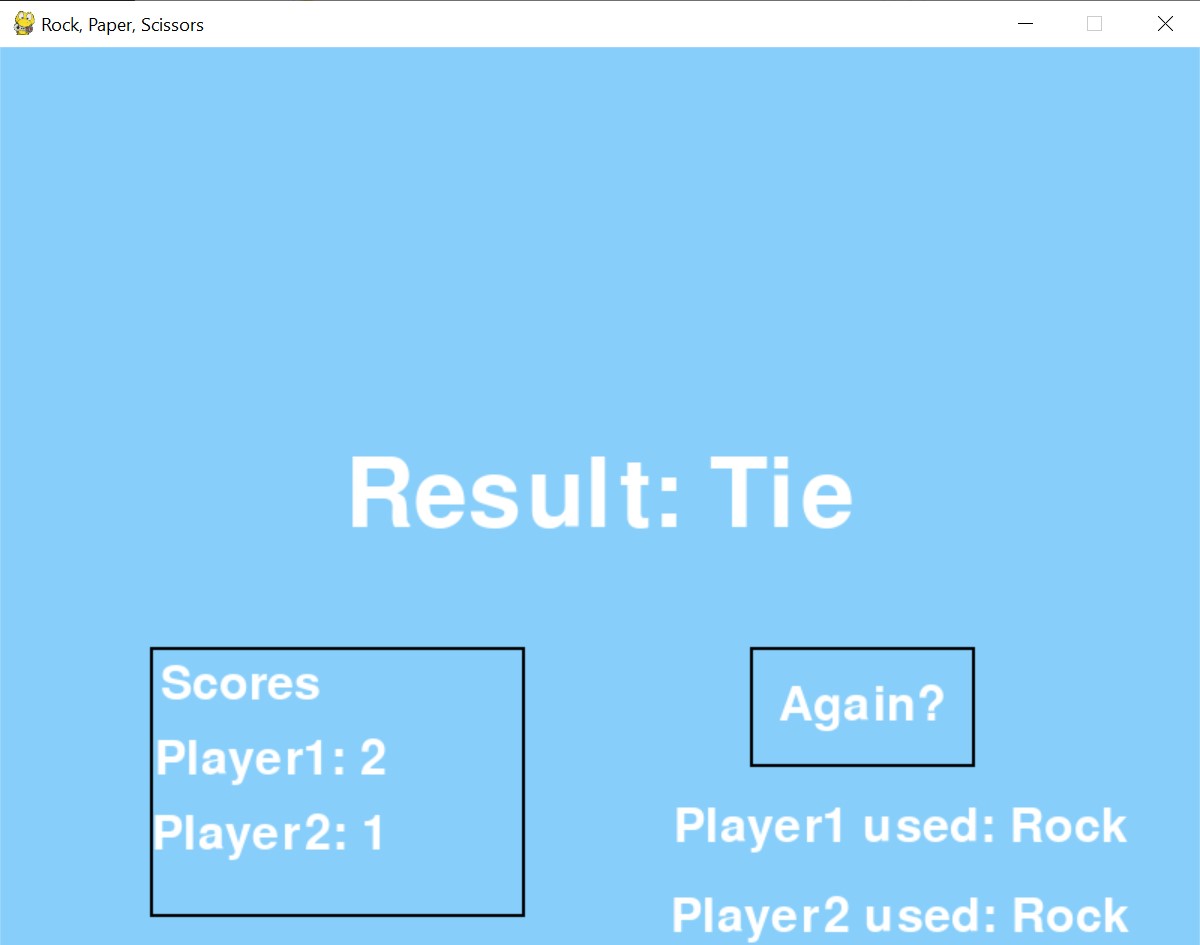 Rock, Paper, Scissors
Result: Tie
Scores
Player1: 2
Player2: 1
Again?
Player1 used: Rock
Player2 used: Rock